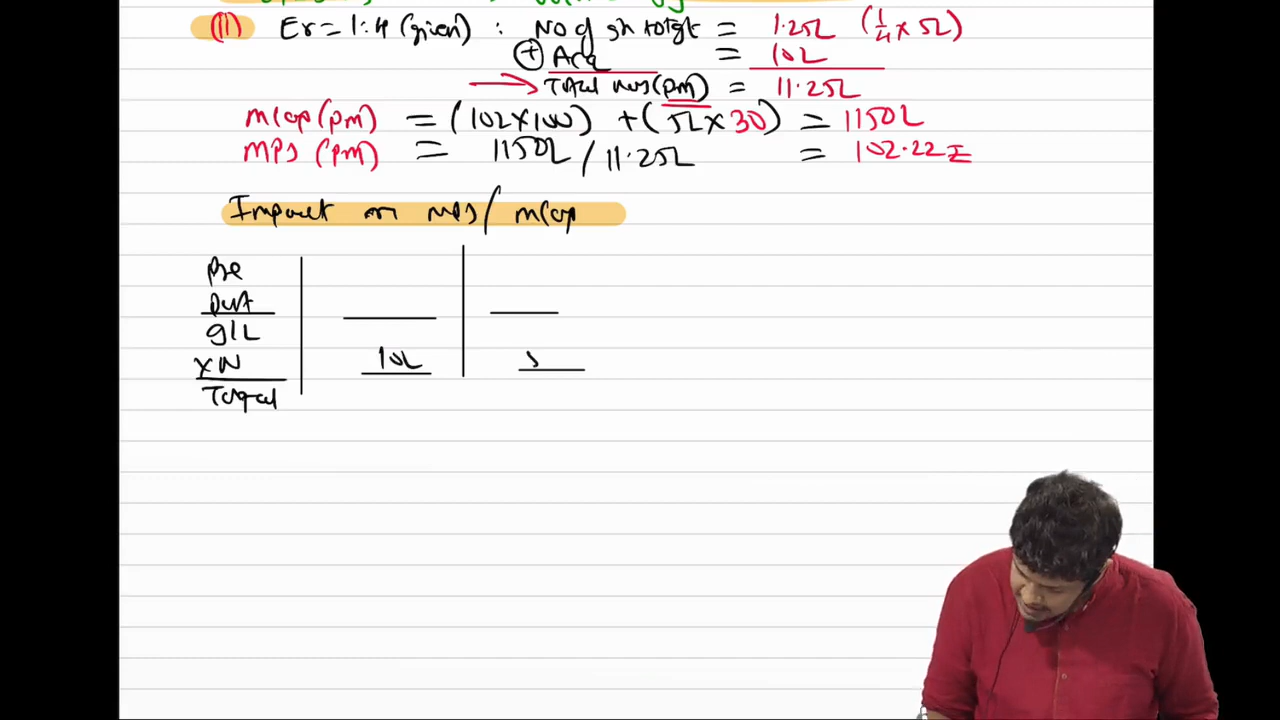 (II) Er = 1:4 (given) : No of sh to tgt = 1.25L (1/4 x 5L)
+ Acq = 10L
→ Total nos (pm) = 11.25L
mcap (pm) = (10L x 100) + (5L x 30) = 1150L
MPS (pm) = 1150L / 11.25L = 102.22
Impact on MPS / mcap
Pre
Post
g/L
x N 10L
Total